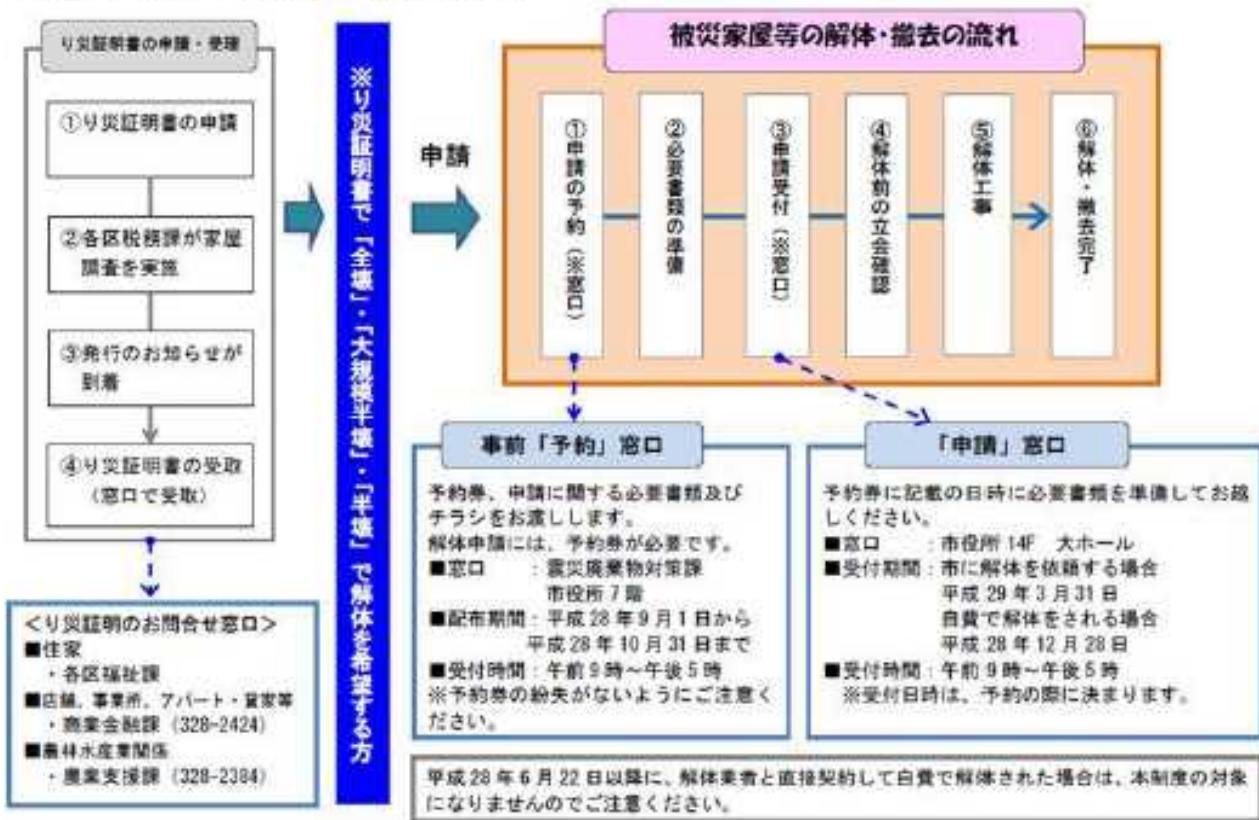 り災証明書の申請・受理
①り災証明書の申請
②各区税務課が家屋
調査を実施
③発行のお知らせが
到着
④り災証明書の受取
(窓口で受取)
<り災証明のお問合せ窓口>
■住家
・各区福祉課
■店舗、事業所、アパート・貸家等
・商業金融課 (328-2424)
■農林水産業関係
・農業支援課 (328-2384)
※り災証明書で「全壊」・「大規模半壊」・「半壊」で解体を希望する方
申請
被災家屋等の解体・撤去の流れ
①申請の予約(※窓口)
②必要書類の準備
③申請受付(※窓口)
④解体前の立会確認
⑤解体工事
⑥解体・撤去完了
事前「予約」窓口
予約券、申請に関する必要書類及び
チラシをお渡しします。
解体申請には、予約券が必要です。
■窓口 :震災廃棄物対策課
市役所7階
■配布期間:平成28年9月1日から
平成28年10月31日まで
■受付時間:午前9時~午後5時
※予約券の紛失がないようにご注意く
ださい。
「申請」窓口
予約券に記載の日時に必要書類を準備してお越
しください。
■窓口 :市役所14F 大ホール
■受付期間:市に解体を依頼する場合
平成29年3月31日
自費で解体をされる場合
平成28年12月28日
■受付時間:午前9時~午後5時
※受付日時は、予約の際に決まります。
平成28年6月22日以降に、解体業者と直接契約して自費で解体された場合は、本制度の対象
になりませんのでご注意ください。